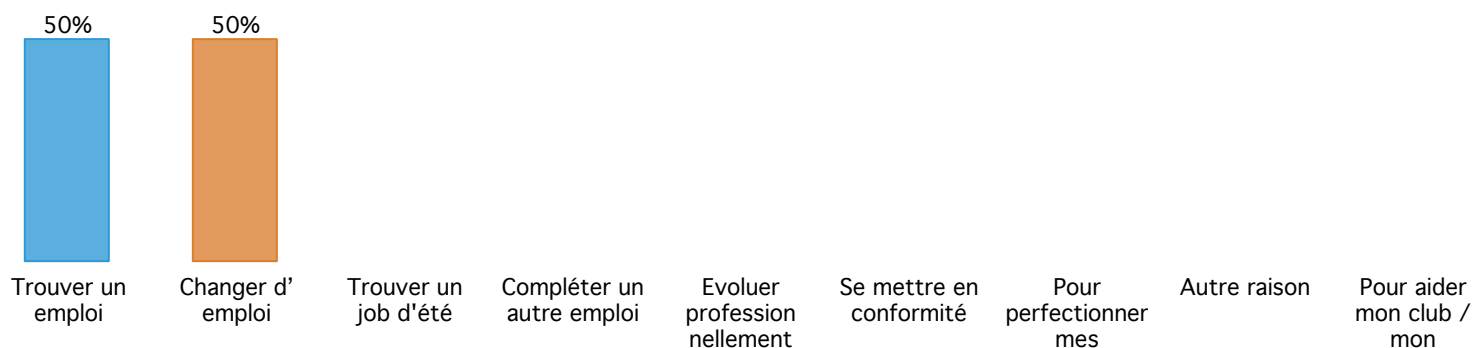 50%
50%
Trouver un
emploi
Changer d’
emploi
Trouver un
job d'été
Compléter un
autre emploi
Evoluer
profession
nellement
Se mettre en
conformité
Pour
perfectionner
mes
Autre raison
Pour aider
mon club /
mon